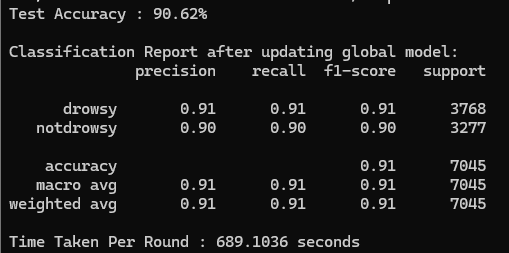 Test Accuracy : 90.62%
Classification Report after updating global model:
precision recall f1-score support
drowsy 0.91 0.91 0.91 3768
notdrowsy 0.90 0.90 0.90 3277
accuracy 0.91 7045
macro avg 0.91 0.91 0.91 7045
weighted avg 0.91 0.91 0.91 7045
Time Taken Per Round : 689.1036 seconds